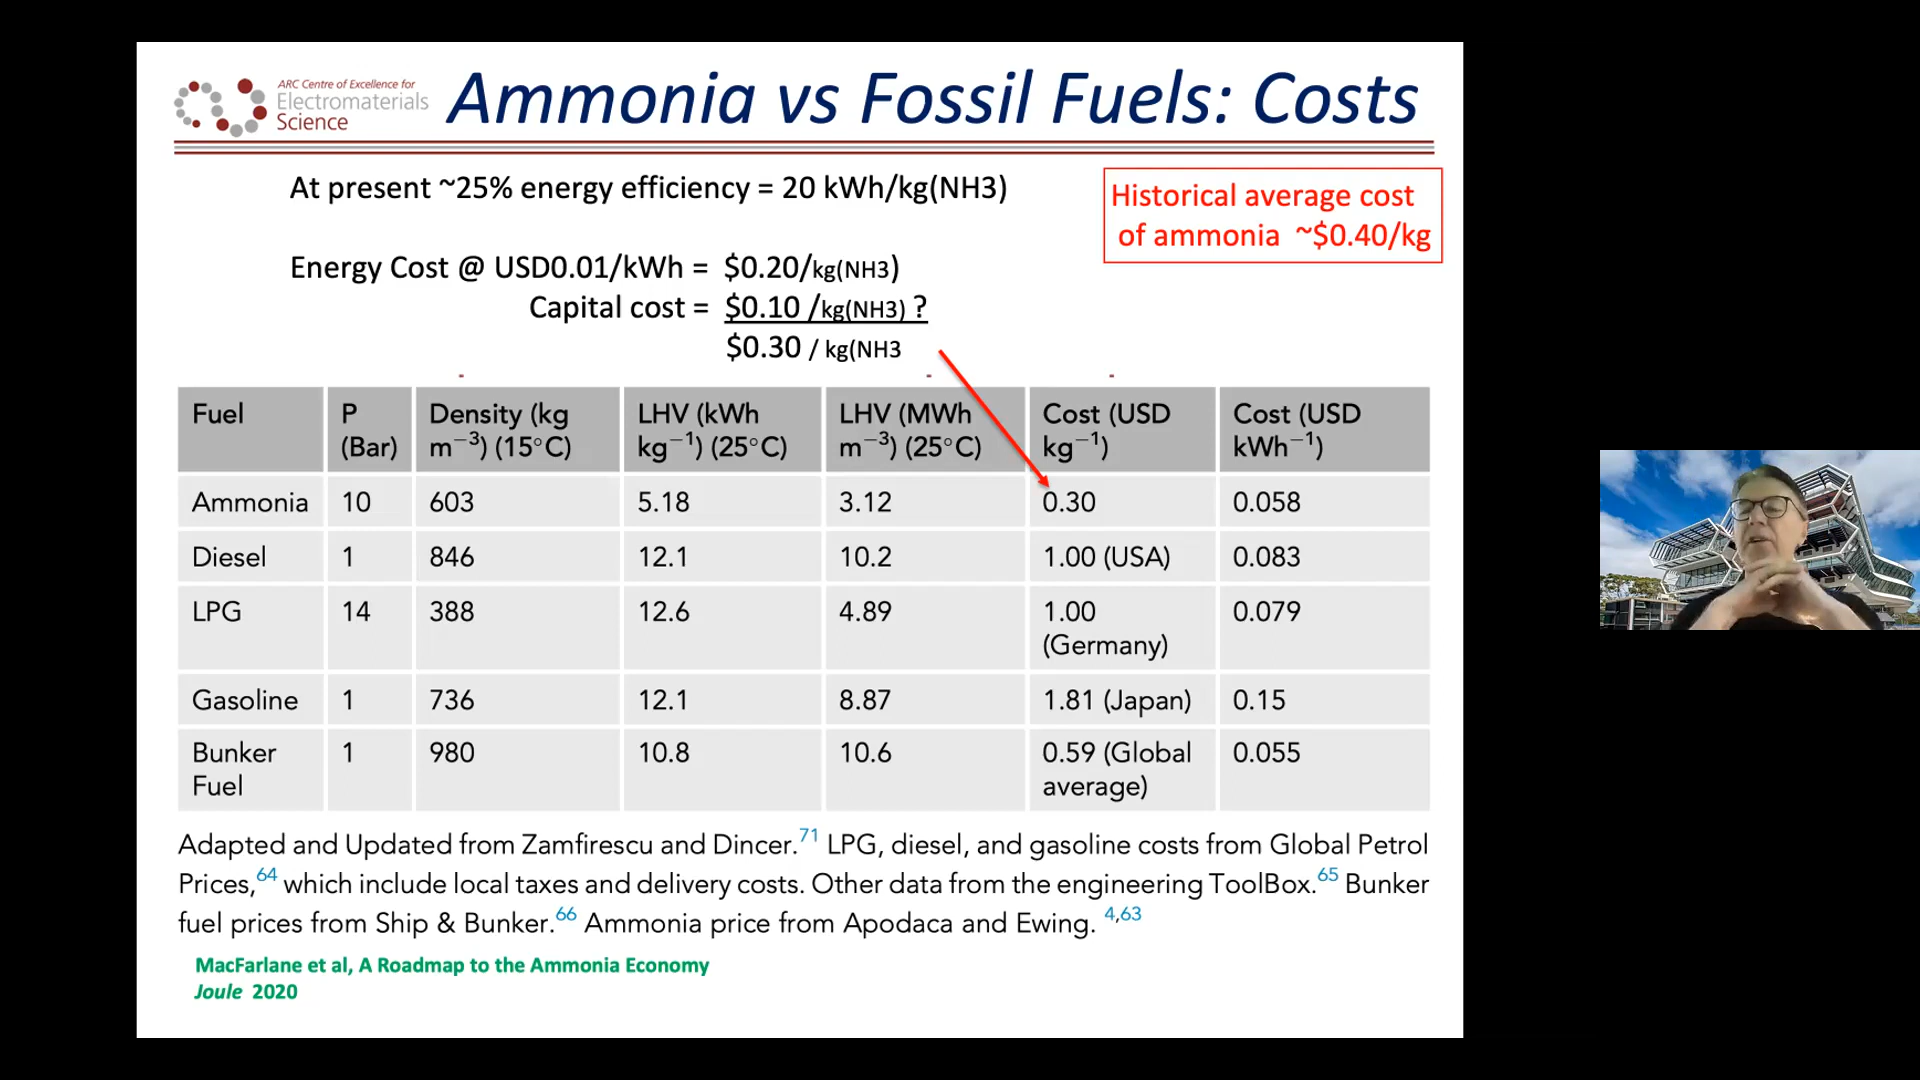 ARC Centre of Excellence for
Electromaterials
Science
Ammonia vs Fossil Fuels: Costs
At present ~25% energy efficiency = 20 kWh/kg(NH3)
Historical average cost
of ammonia ~$0.40/kg
Energy Cost @ USD0.01/kWh = $0.20/kg(NH3)
Capital cost = $0.10 /kg(NH3) ?
$0.30 / kg(NH3
Fuel P (Bar) Density (kg m⁻³) (15°C) LHV (kWh kg⁻¹) (25°C) LHV (MWh m⁻³) (25°C) Cost (USD kg⁻¹) Cost (USD kWh⁻¹)
Ammonia 10 603 5.18 3.12 0.30 0.058
Diesel 1 846 12.1 10.2 1.00 (USA) 0.083
LPG 14 388 12.6 4.89 1.00 (Germany) 0.079
Gasoline 1 736 12.1 8.87 1.81 (Japan) 0.15
Bunker Fuel 1 980 10.8 10.6 0.59 (Global average) 0.055
Adapted and Updated from Zamfirescu and Dincer.⁷¹ LPG, diesel, and gasoline costs from Global Petrol
Prices,⁶⁴ which include local taxes and delivery costs. Other data from the engineering ToolBox.⁶⁵ Bunker
fuel prices from Ship & Bunker.⁶⁶ Ammonia price from Apodaca and Ewing. ⁴,⁶³
MacFarlane et al, A Roadmap to the Ammonia Economy
Joule 2020